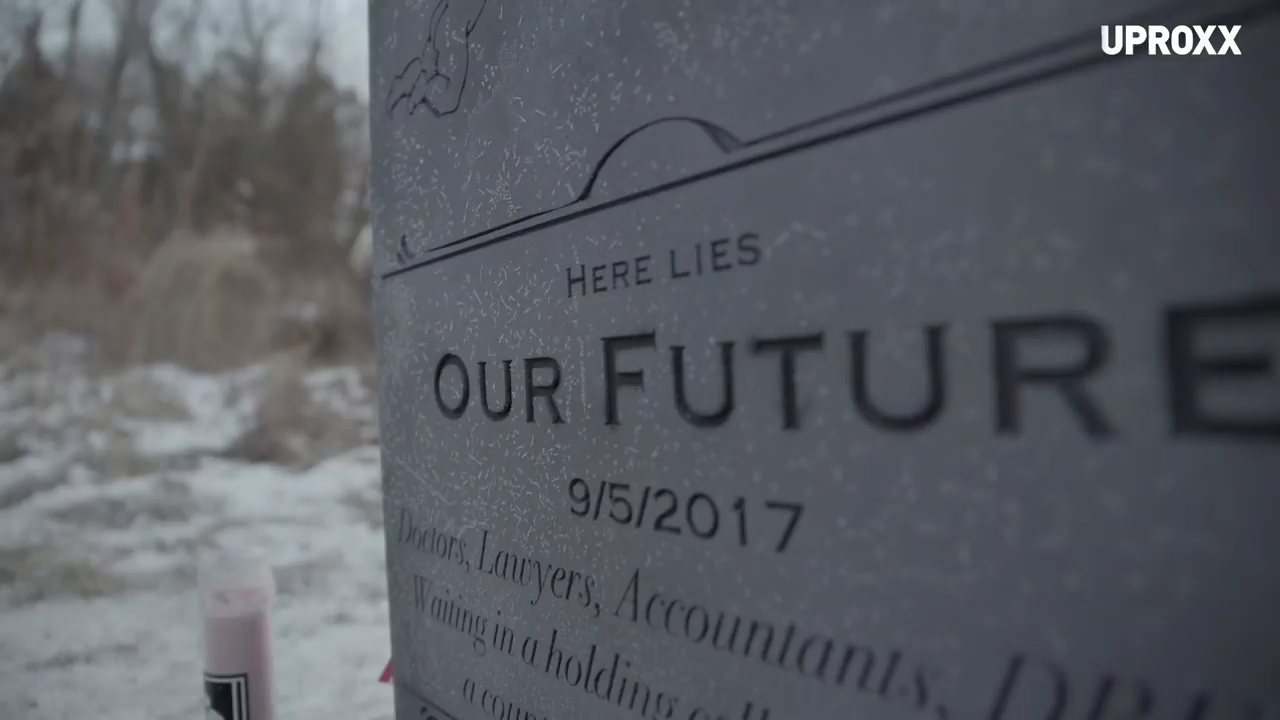 UPROXX
HERE LIES
OUR FUTURE
9/5/2017
Doctors, Lawyers, Accountants,
Waiting in a holding
a